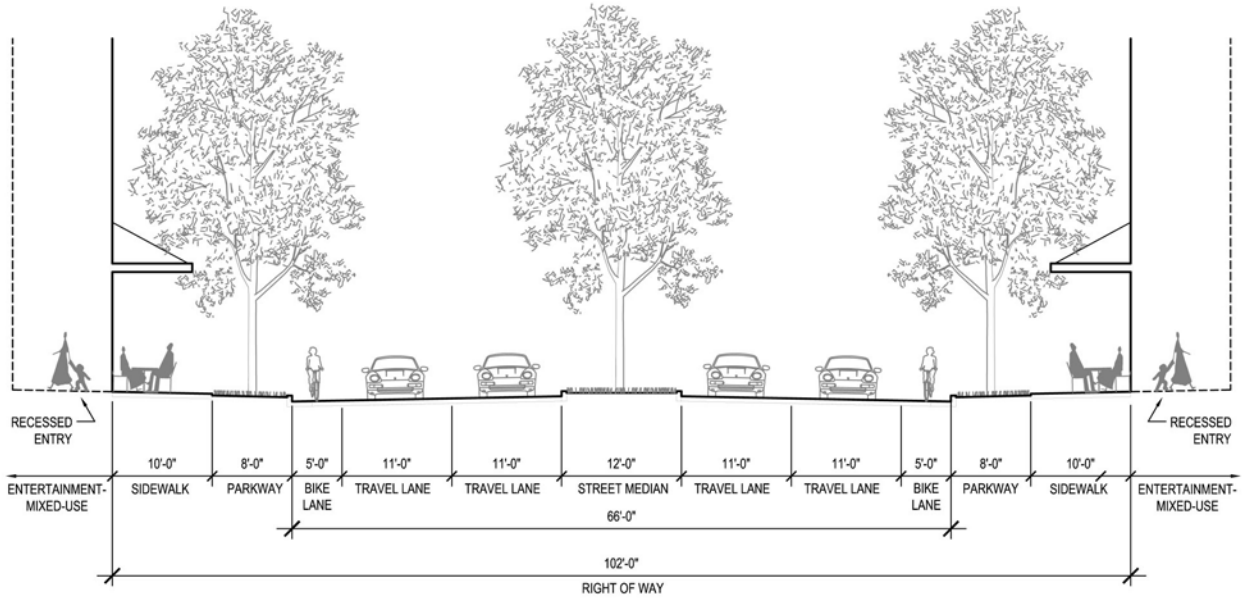 RECESSED
ENTRY
RECESSED
ENTRY
10'-0" 8'-0" 5'-0" 11'-0" 11'-0" 12'-0" 11'-0" 11'-0" 5'-0" 8'-0" 10'-0"
ENTERTAINMENT-
MIXED-USE
SIDEWALK
PARKWAY
BIKE
LANE
TRAVEL LANE
TRAVEL LANE
STREET MEDIAN
TRAVEL LANE
TRAVEL LANE
BIKE
LANE
PARKWAY
SIDEWALK
ENTERTAINMENT-
MIXED-USE
66'-0"
102'-0"
RIGHT OF WAY